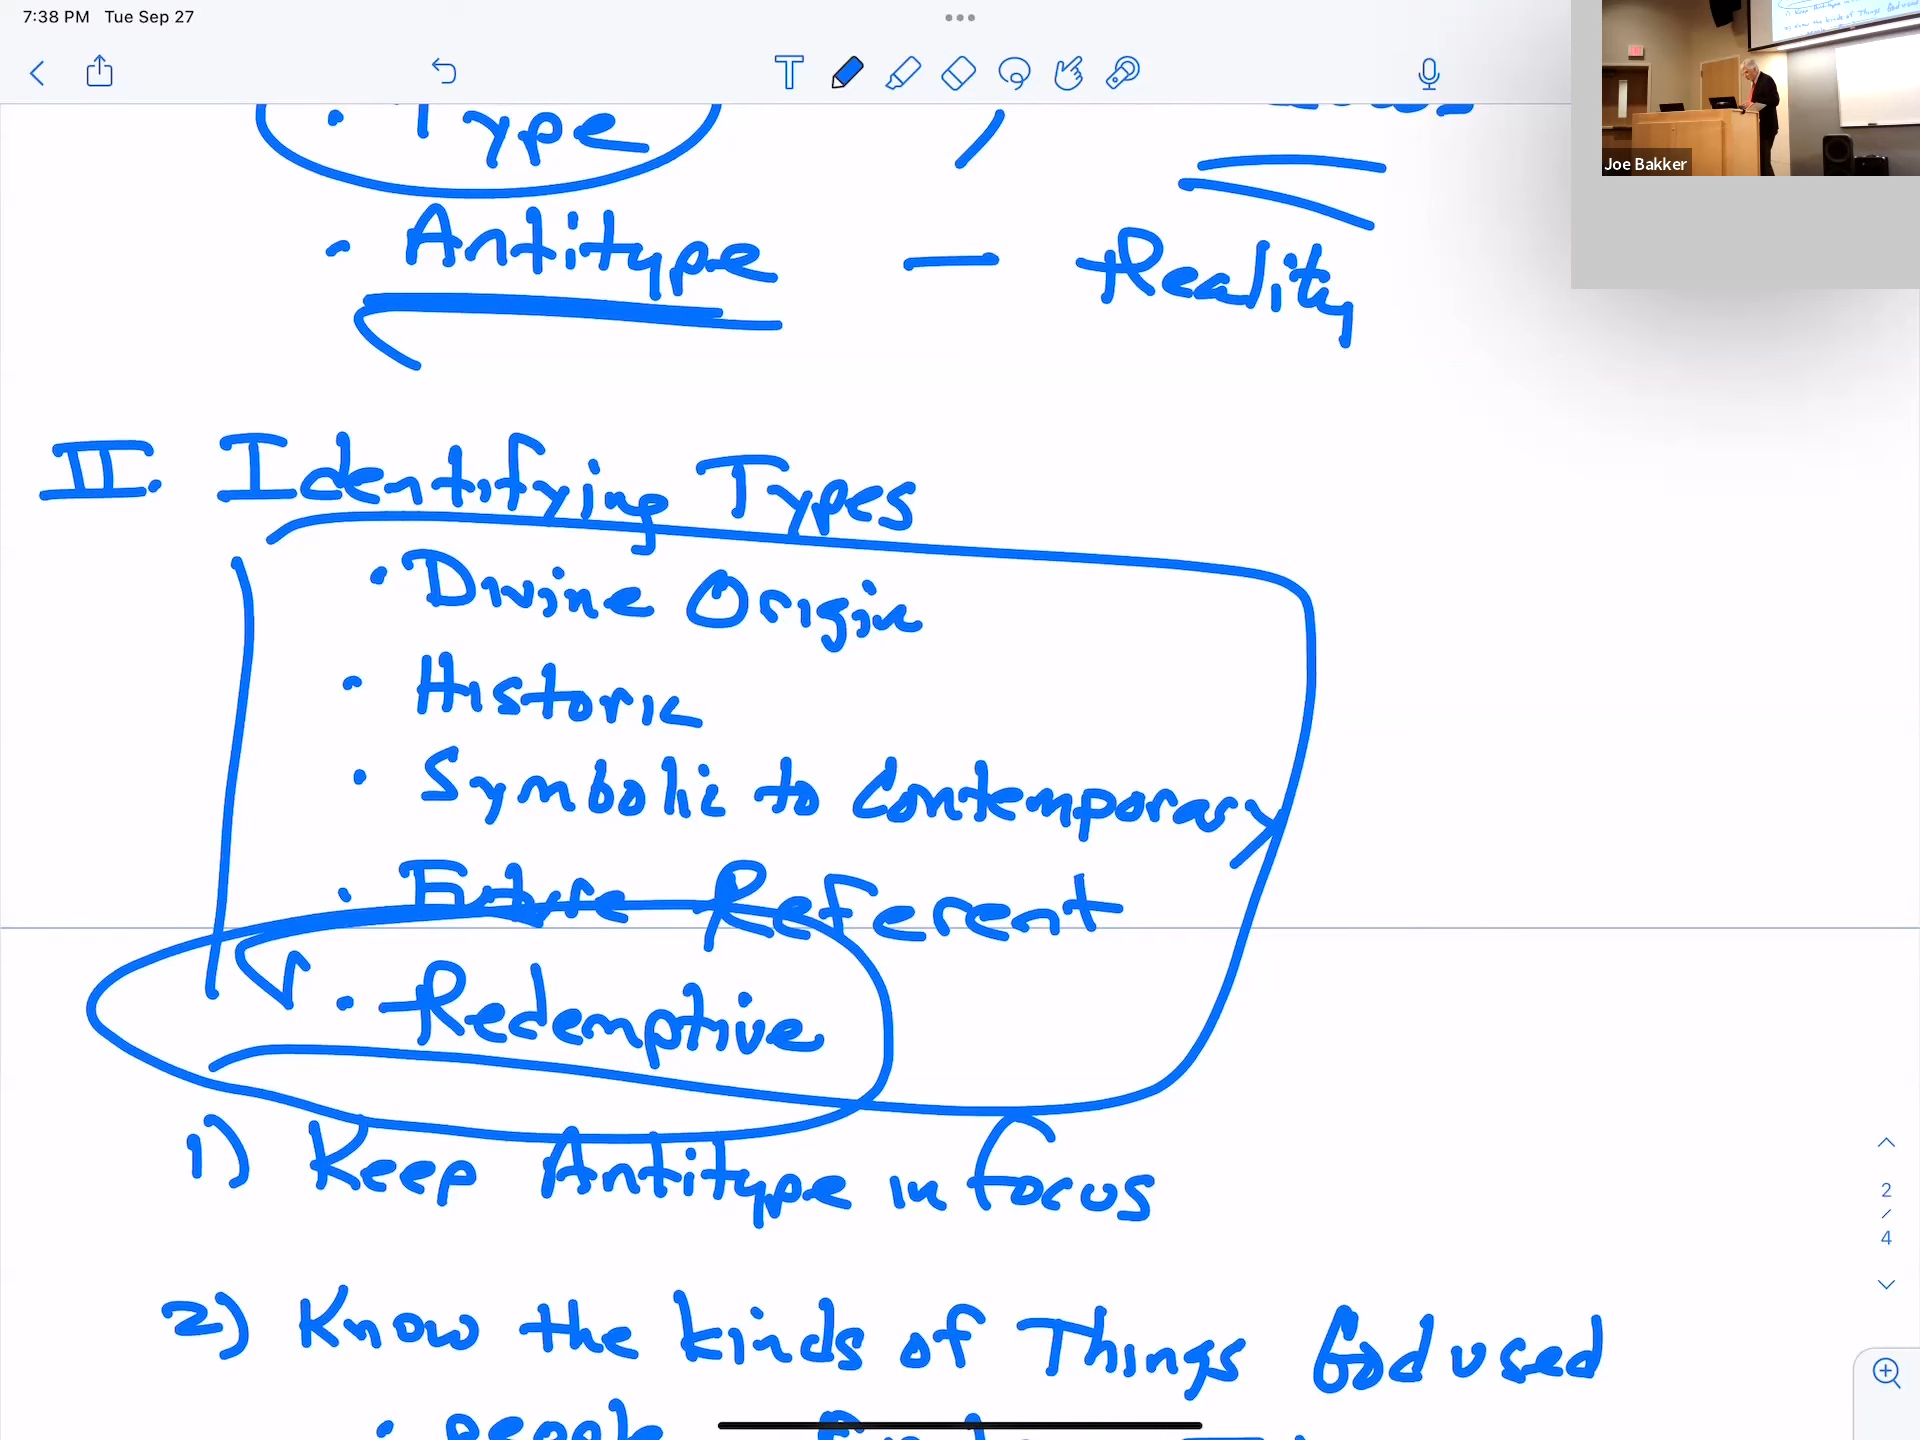 7:38 PM Tue Sep 27
Joe Bakker
• Type
• Antitype — Reality
II. Identifying Types
• Divine Origin
• Historic
• Symbolic to Contemporary
• Future Referent
• Redemptive
1) Keep Antitype in focus
2) Know the kinds of Things God used
• people
2
/
4